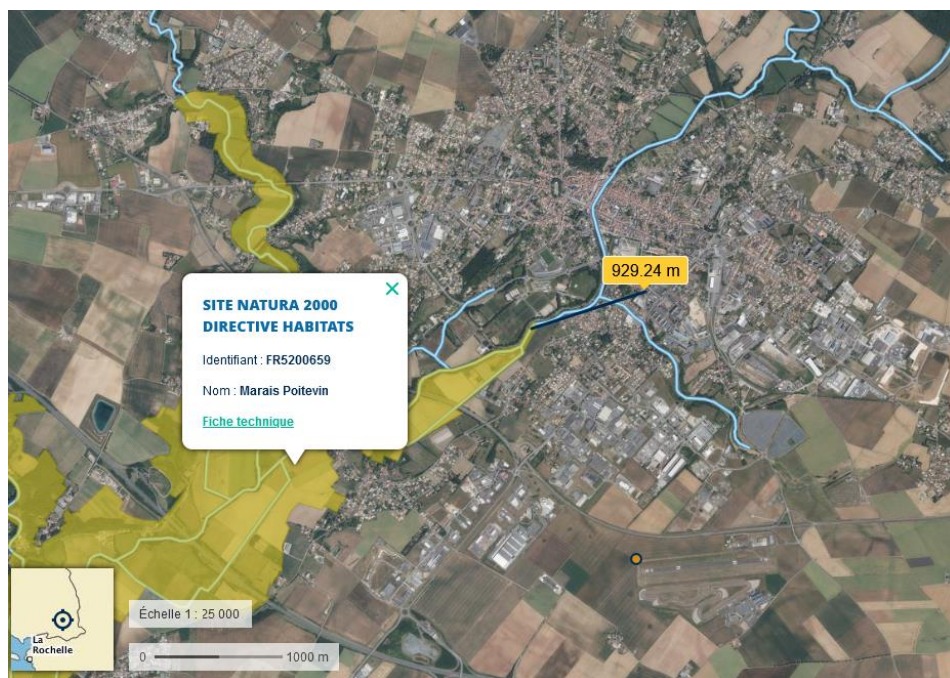 929.24 m
SITE NATURA 2000
DIRECTIVE HABITATS
Identifiant : FR5200659
Nom : Marais Poitevin
Fiche technique
La
Rochelle
Échelle 1 : 25 000
0 1000 m